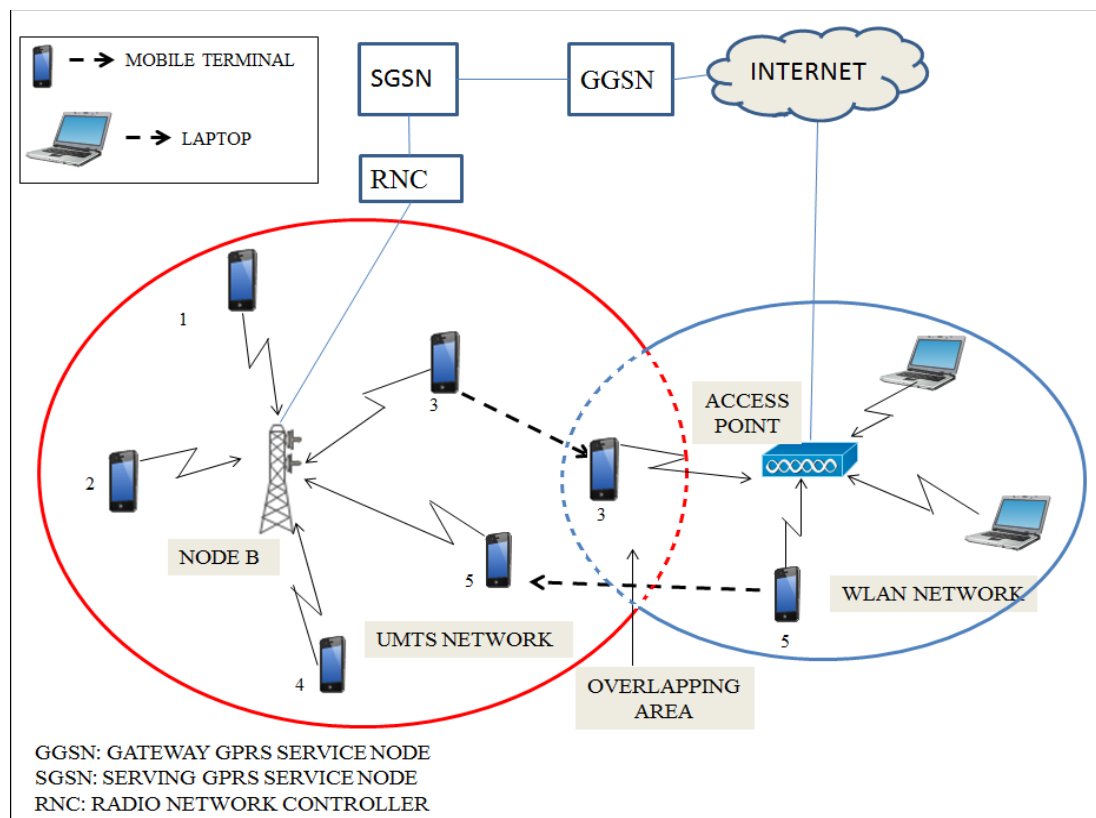 MOBILE TERMINAL
LAPTOP
SGSN
GGSN
INTERNET
RNC
1
2
3
4
5
NODE B
UMTS NETWORK
3
ACCESS
POINT
5
WLAN NETWORK
OVERLAPPING
AREA
GGSN: GATEWAY GPRS SERVICE NODE
SGSN: SERVING GPRS SERVICE NODE
RNC: RADIO NETWORK CONTROLLER